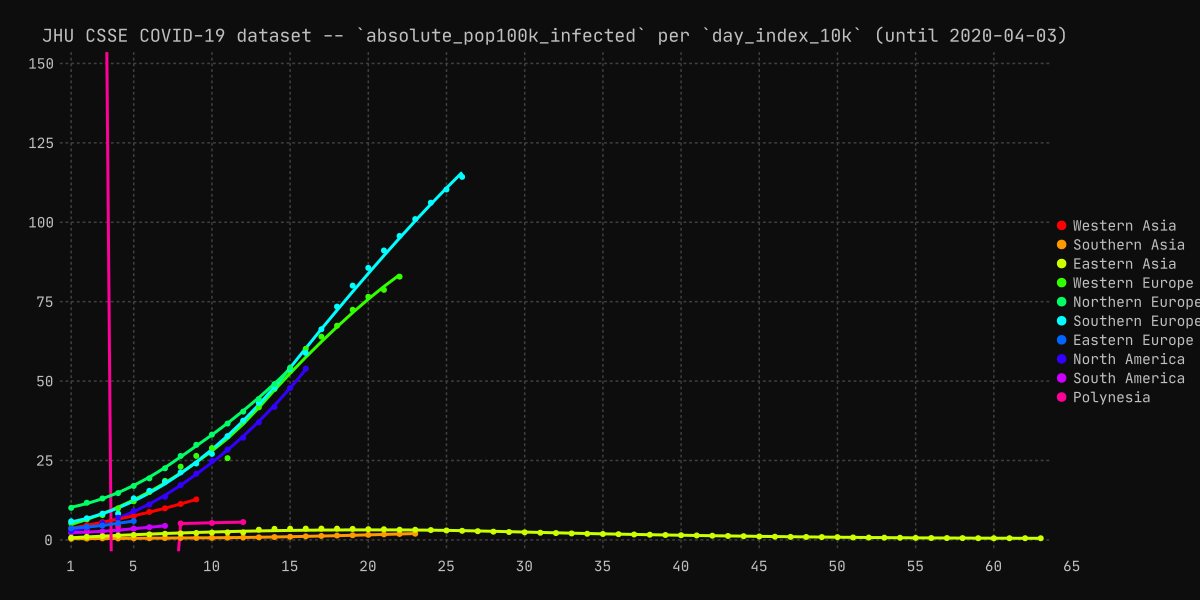 JHU CSSE COVID-19 dataset -- `absolute_pop100k_infected` per `day_index_10k` (until 2020-04-03)
150
125
100
75
50
25
0
1 5 10 15 20 25 30 35 40 45 50 55 60 65
Western Asia
Southern Asia
Eastern Asia
Western Europe
Northern Europe
Southern Europe
Eastern Europe
North America
South America
Polynesia